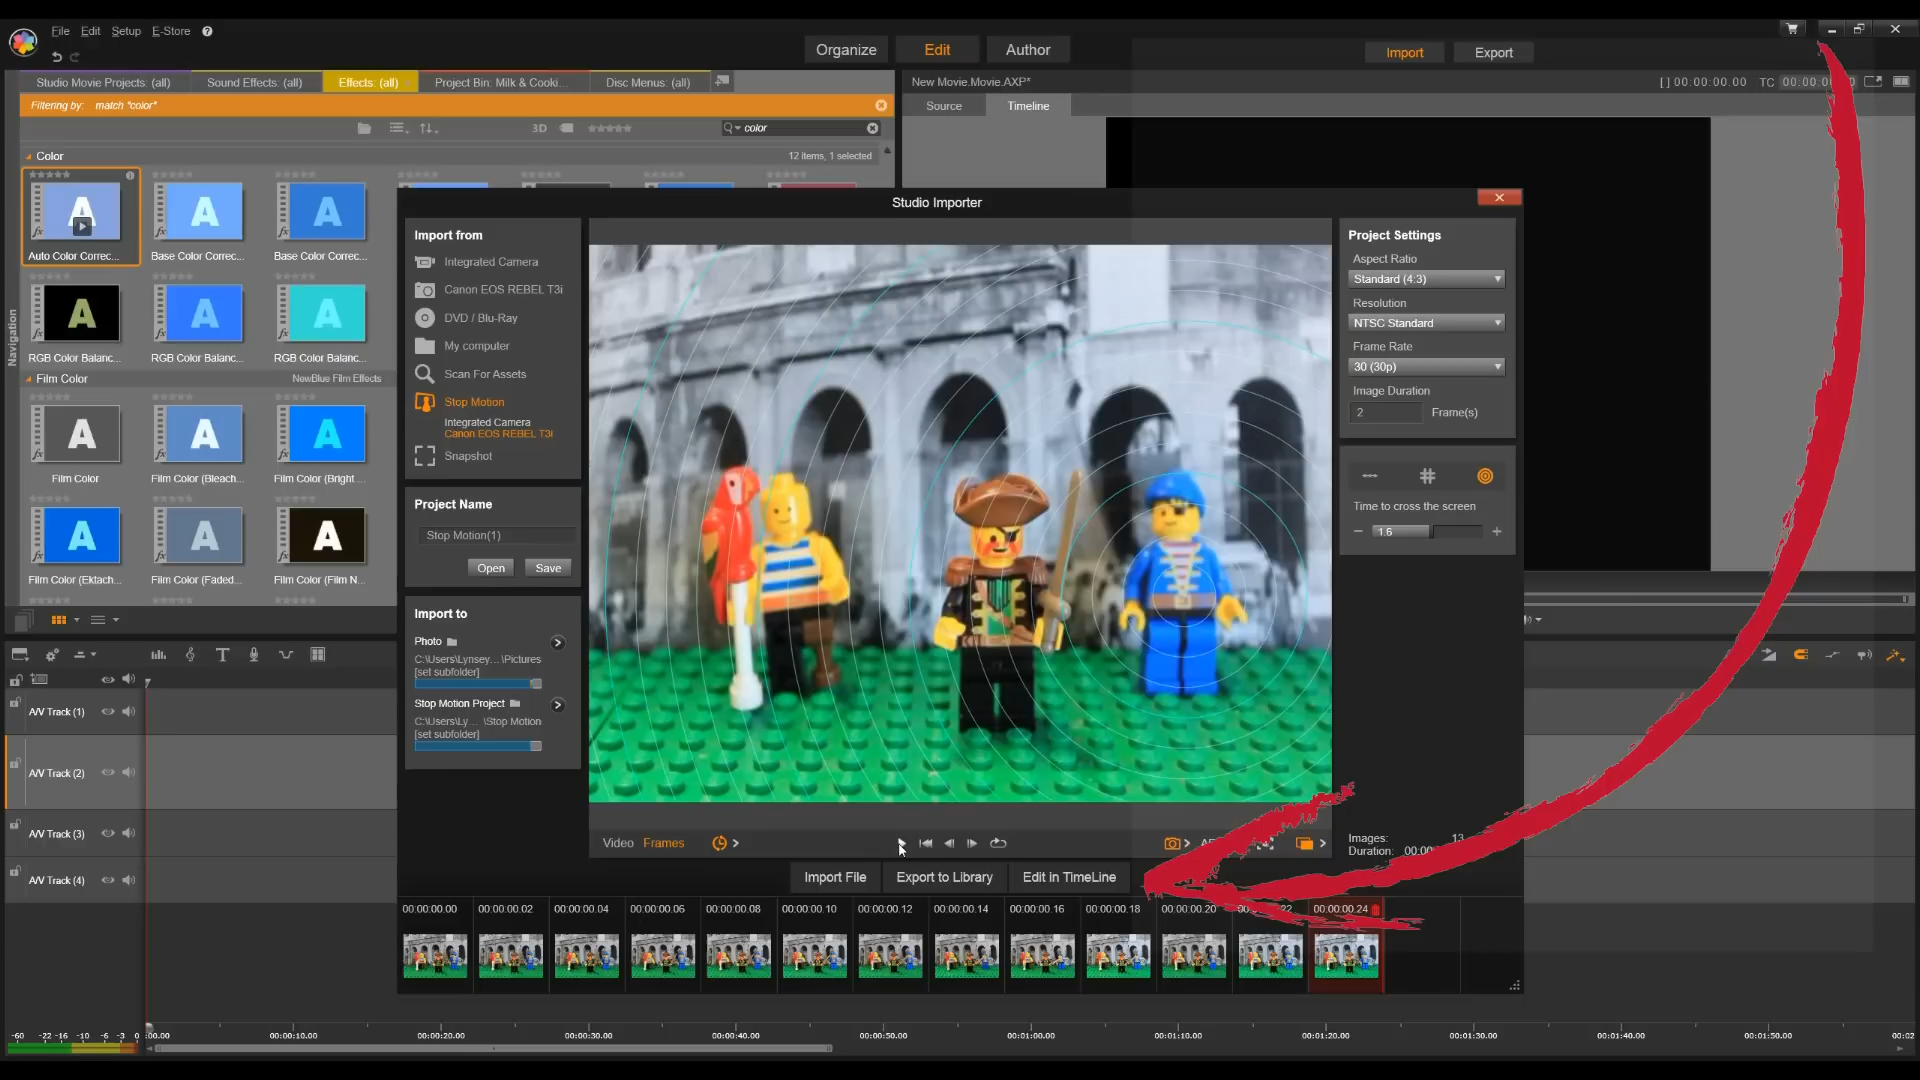 File Edit Setup E-Store ?
Organize Edit Author
Import Export
Studio Movie Projects: (all) Sound Effects: (all) Effects: (all) Project Bin: Milk & Cooki... Disc Menus: (all)
New Movie.Movie.AXP*
[ ] 00:00:00.00 TC
Filtering by: match "color"
Source Timeline
3D color
Color
12 items, 1 selected
Auto Color Correc...
Base Color Correc...
Base Color Correc...
RGB Color Balanc...
RGB Color Balanc...
RGB Color Balanc...
Film Color
NewBlue Film Effects
Film Color
Film Color (Bleach...
Film Color (Bright ...
Film Color (Ektach...
Film Color (Faded...
Film Color (Film N...
Navigation
Studio Importer
Import from
Integrated Camera
Canon EOS REBEL T3i
DVD / Blu-Ray
My computer
Scan For Assets
Stop Motion
Integrated Camera
Canon EOS REBEL T3i
Snapshot
Project Name
Stop Motion(1)
Open Save
Import to
Photo
C:\Users\Lynsey... \Pictures
[set subfolder]
Stop Motion Project
C:\Users\Ly... \Stop Motion
[set subfolder]
Project Settings
Aspect Ratio
Standard (4:3)
Resolution
NTSC Standard
Frame Rate
30 (30p)
Image Duration
2 Frame(s)
Time to cross the screen
1.6
Video Frames
Images: 13
Duration:
Import File Export to Library Edit in TimeLine
00:00:00.00 00:00:00.02 00:00:00.04 00:00:00.06 00:00:00.08 00:00:00.10 00:00:00.12 00:00:00.14 00:00:00.16 00:00:00.18 00:00:00.20 00:00:00.24
A/V Track (1)
A/V Track (2)
A/V Track (3)
A/V Track (4)
-60 -22 -16 -10 -6 -3 0
:00.00 00:00:10.00 00:00:20.00 00:00:30.00 00:00:40.00 00:00:50.00 00:01:00.00 00:01:10.00 00:01:20.00 00:01:30.00 00:01:40.00 00:01:50.00 00:02